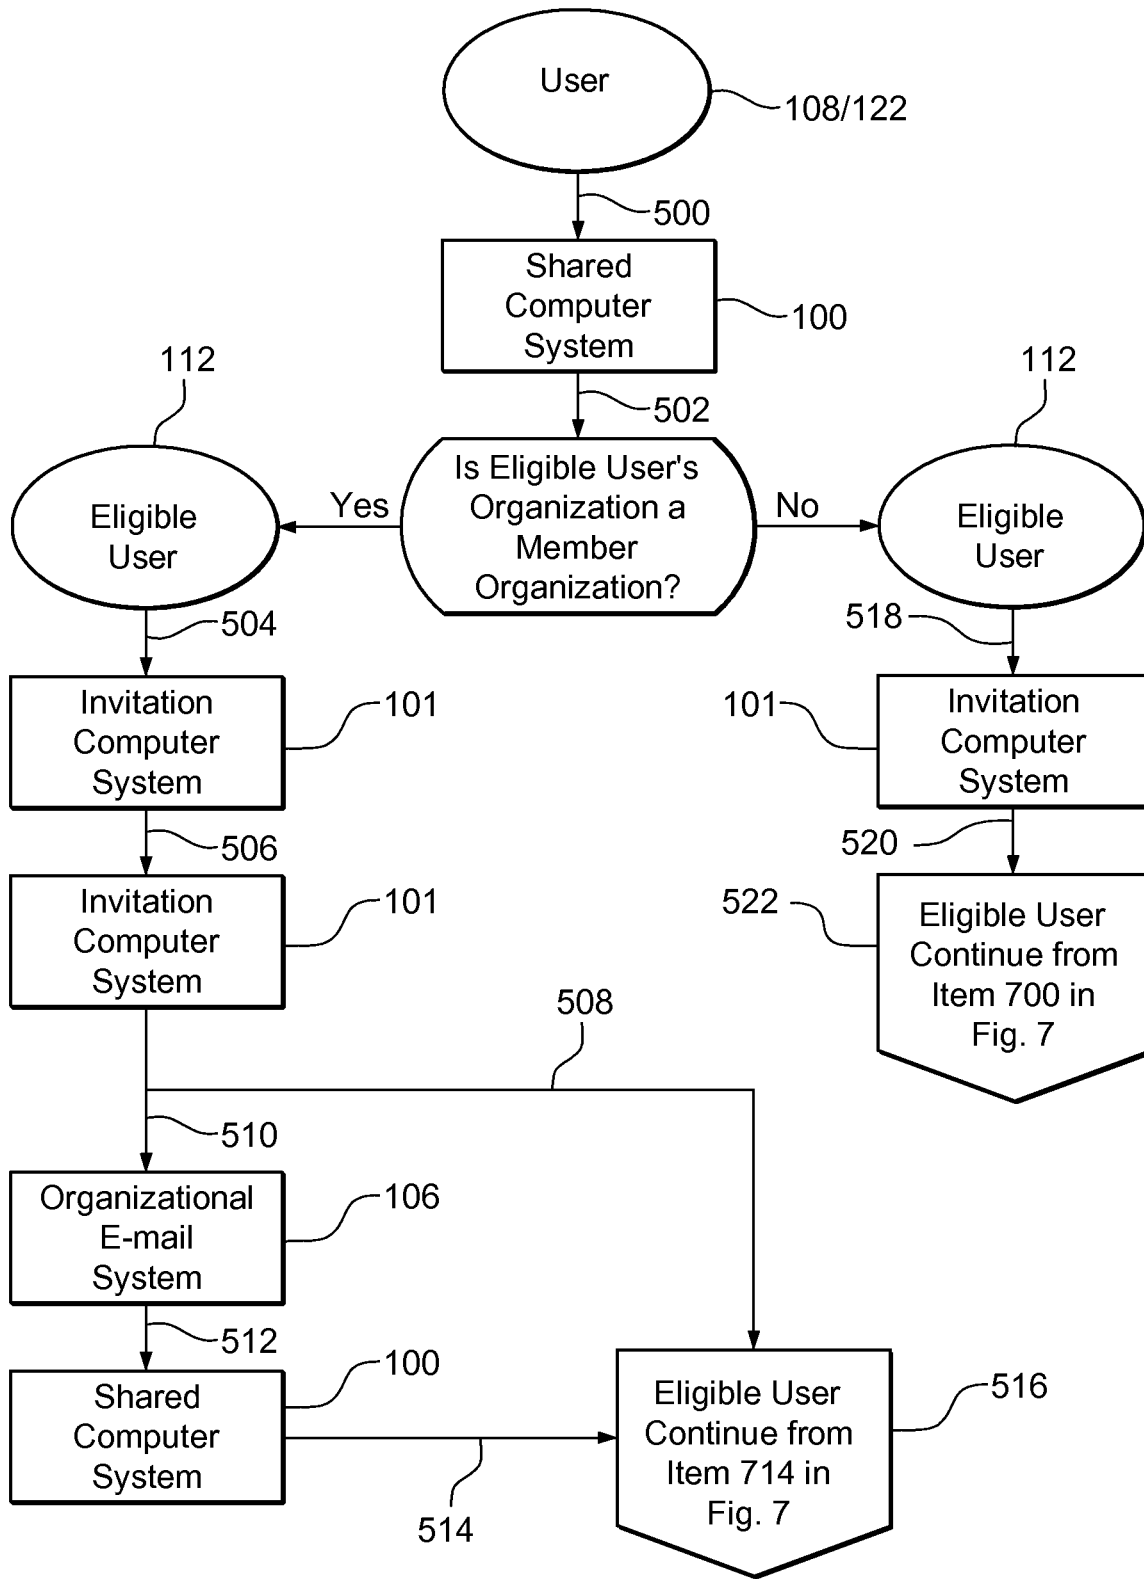 User
108/122
500
Shared
Computer
System
100
502
112
112
Is Eligible User's
Organization a
Member
Organization?
Yes
No
Eligible
User
Eligible
User
504
518
Invitation
Computer
System
101
101
Invitation
Computer
System
506
520
Invitation
Computer
System
101
522
Eligible User
Continue from
Item 700 in
Fig. 7
508
510
Organizational
E-mail
System
106
512
100
Shared
Computer
System
514
Eligible User
Continue from
Item 714 in
Fig. 7
516